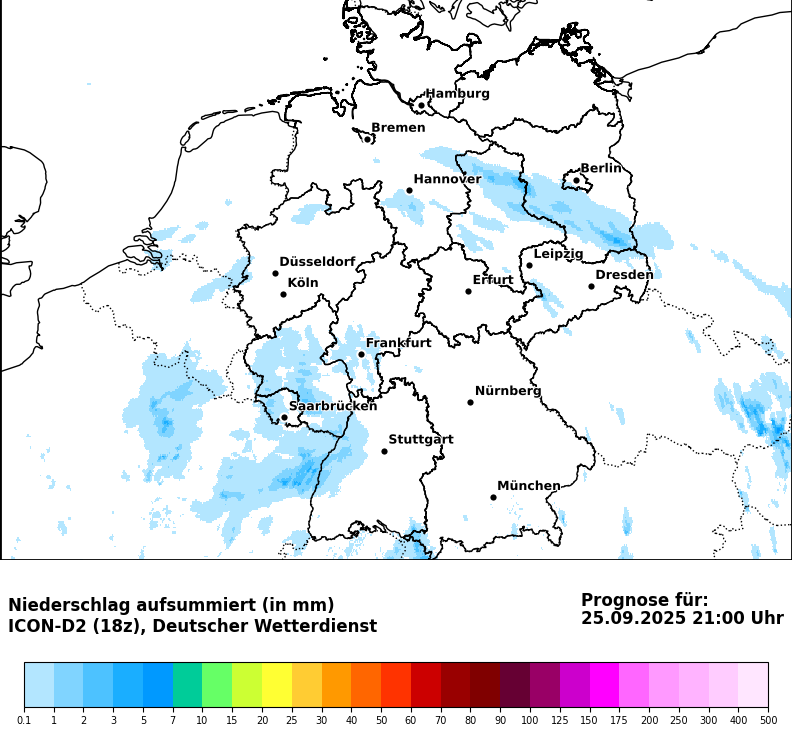 Hamburg
Bremen
Berlin
Hannover
Leipzig
Düsseldorf
Dresden
Köln
Erfurt
Frankfurt
Nürnberg
Saarbrücken
Stuttgart
München
Niederschlag aufsummiert (in mm)
ICON-D2 (18z), Deutscher Wetterdienst
Prognose für:
25.09.2025 21:00 Uhr
0.1 1 2 3 5 7 10 15 20 25 30 40 50 60 70 80 90 100 125 150 175 200 250 300 400 500